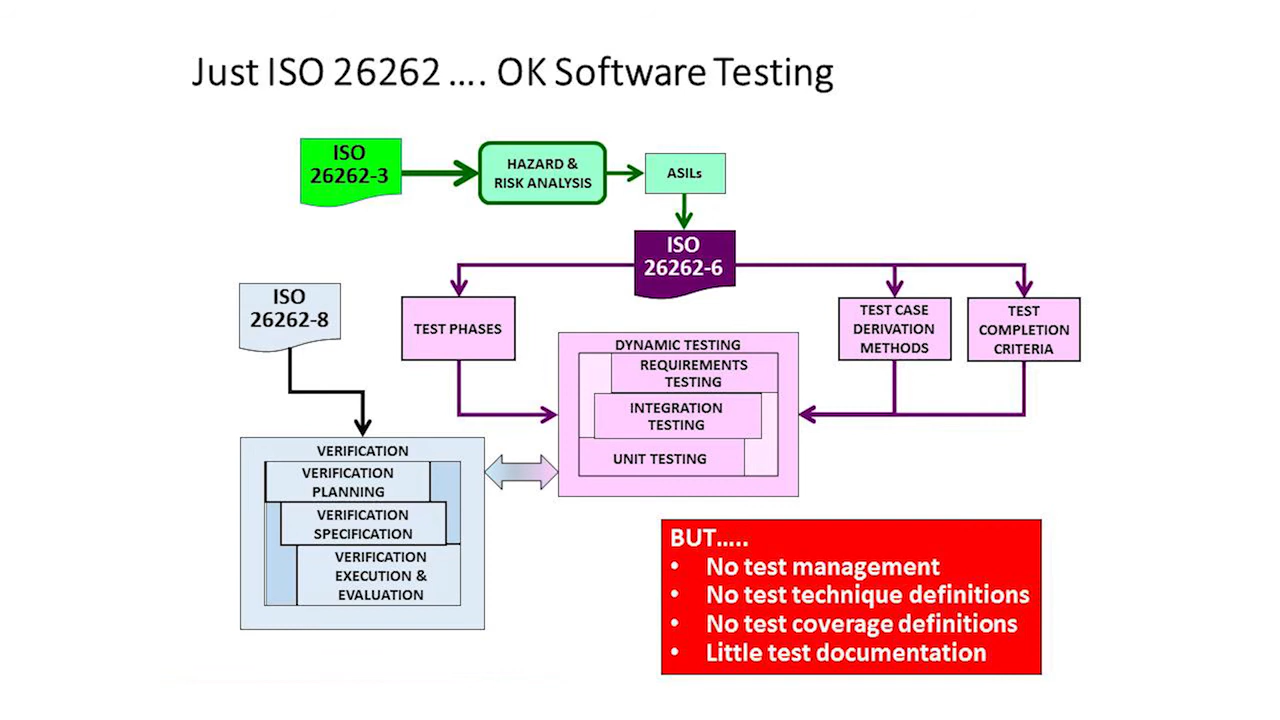 Just ISO 26262 .... OK Software Testing
ISO
26262-3
HAZARD &
RISK ANALYSIS
ASILs
ISO
26262-6
ISO
26262-8
TEST PHASES
TEST CASE
DERIVATION
METHODS
TEST
COMPLETION
CRITERIA
DYNAMIC TESTING
REQUIREMENTS
TESTING
INTEGRATION
TESTING
UNIT TESTING
VERIFICATION
VERIFICATION
PLANNING
VERIFICATION
SPECIFICATION
VERIFICATION
EXECUTION &
EVALUATION
BUT.....
• No test management
• No test technique definitions
• No test coverage definitions
• Little test documentation